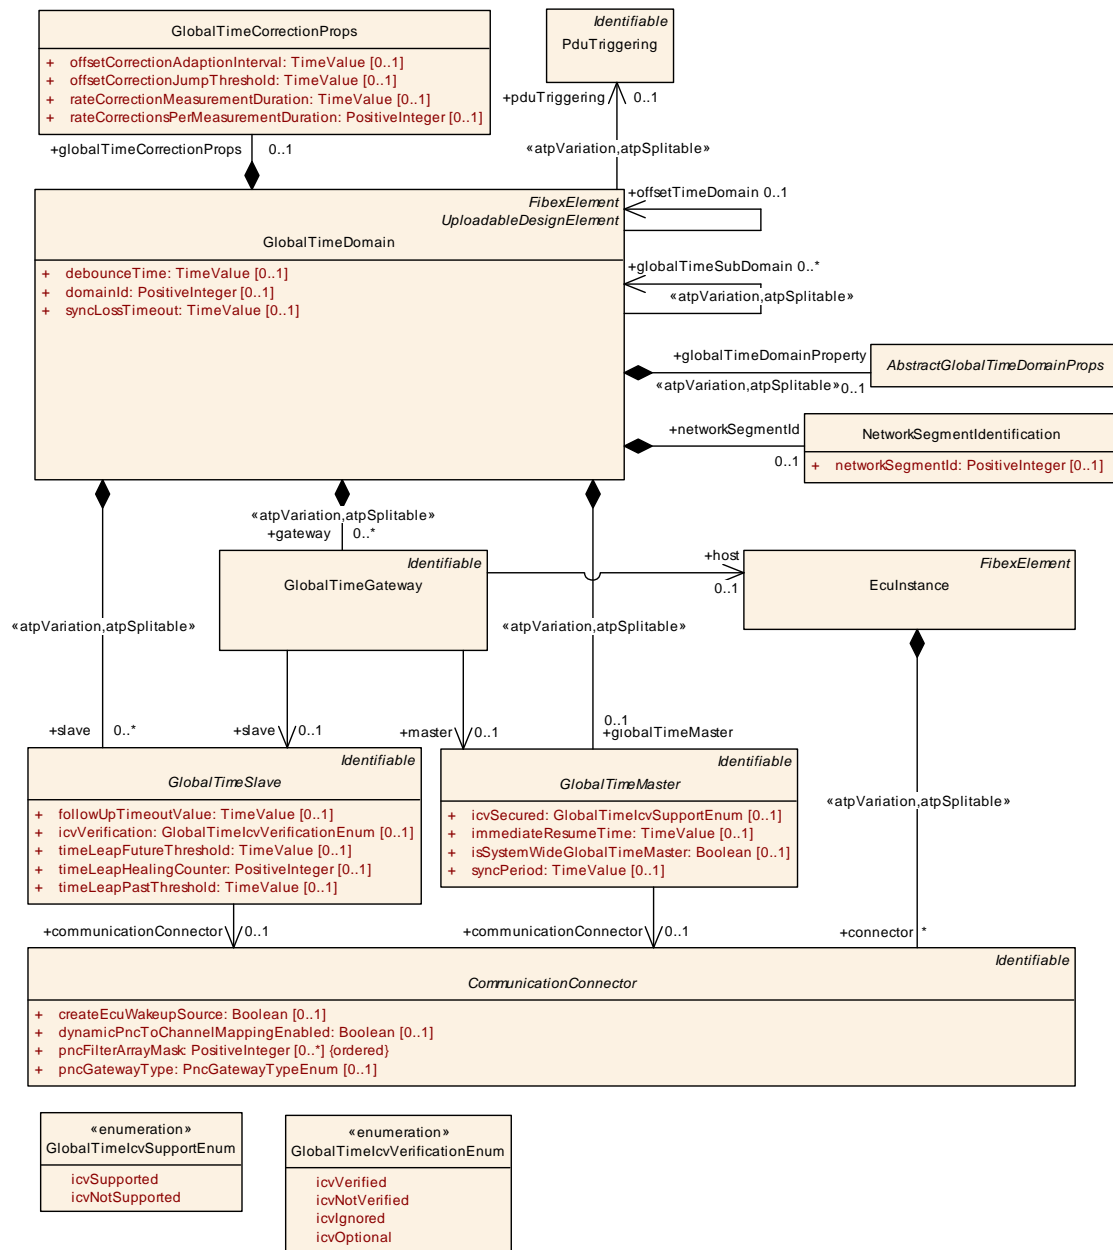 GlobalTimeCorrectionProps
+ offsetCorrectionAdaptionInterval: TimeValue [0..1]
+ offsetCorrectionJumpThreshold: TimeValue [0..1]
+ rateCorrectionMeasurementDuration: TimeValue [0..1]
+ rateCorrectionsPerMeasurementDuration: PositiveInteger [0..1]
Identifiable
PduTriggering
+pduTriggering 0..1
+globalTimeCorrectionProps 0..1
«atpVariation,atpSplitable»
FibexElement
UploadableDesignElement
GlobalTimeDomain
+ debounceTime: TimeValue [0..1]
+ domainId: PositiveInteger [0..1]
+ syncLossTimeout: TimeValue [0..1]
+offsetTimeDomain 0..1
+globalTimeSubDomain 0..*
«atpVariation,atpSplitable»
+globalTimeDomainProperty
«atpVariation,atpSplitable» 0..1
AbstractGlobalTimeDomainProps
+networkSegmentId
0..1
NetworkSegmentIdentification
+ networkSegmentId: PositiveInteger [0..1]
«atpVariation,atpSplitable»
+gateway 0..*
Identifiable
GlobalTimeGateway
+host
0..1
FibexElement
EcuInstance
«atpVariation,atpSplitable»
«atpVariation,atpSplitable»
+slave 0..*
+slave 0..1
+master 0..1
0..1
+globalTimeMaster
Identifiable
GlobalTimeSlave
+ followUpTimeoutValue: TimeValue [0..1]
+ icvVerification: GlobalTimeIcvVerificationEnum [0..1]
+ timeLeapFutureThreshold: TimeValue [0..1]
+ timeLeapHealingCounter: PositiveInteger [0..1]
+ timeLeapPastThreshold: TimeValue [0..1]
Identifiable
GlobalTimeMaster
+ icvSecured: GlobalTimeIcvSupportEnum [0..1]
+ immediateResumeTime: TimeValue [0..1]
+ isSystemWideGlobalTimeMaster: Boolean [0..1]
+ syncPeriod: TimeValue [0..1]
«atpVariation,atpSplitable»
+communicationConnector 0..1
+communicationConnector 0..1
+connector *
Identifiable
CommunicationConnector
+ createEcuWakeupSource: Boolean [0..1]
+ dynamicPncToChannelMappingEnabled: Boolean [0..1]
+ pncFilterArrayMask: PositiveInteger [0..*] {ordered}
+ pncGatewayType: PncGatewayTypeEnum [0..1]
«enumeration»
GlobalTimeIcvSupportEnum
icvSupported
icvNotSupported
«enumeration»
GlobalTimeIcvVerificationEnum
icvVerified
icvNotVerified
icvIgnored
icvOptional